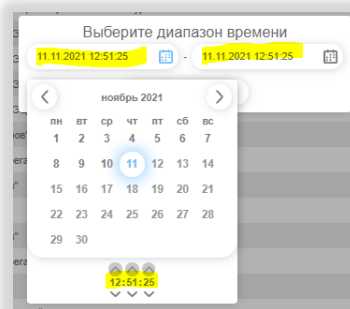 Выберите диапазон времени
11.11.2021 12:51:25 - 11.11.2021 12:51:25
ноябрь 2021
пн вт ср чт пт сб вс
1 2 3 4 5 6 7
8 9 10 11 12 13 14
15 16 17 18 19 20 21
22 23 24 25 26 27 28
29 30
12:51:25